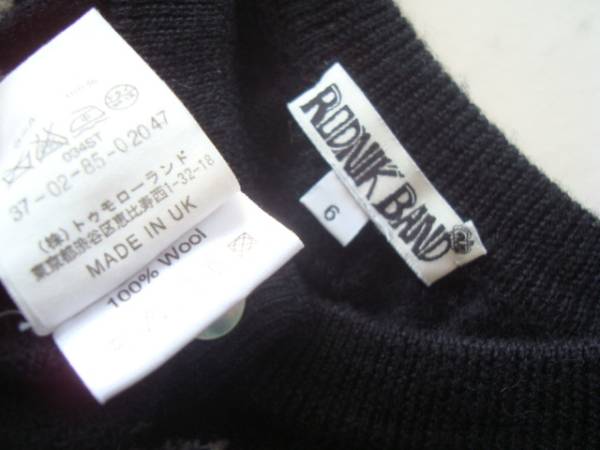 034ST
37-02-85-02047
(株)トゥモローランド
東京都渋谷区恵比寿西1-32-18
MADE IN UK
100% Wool
RODNIK BAND
6